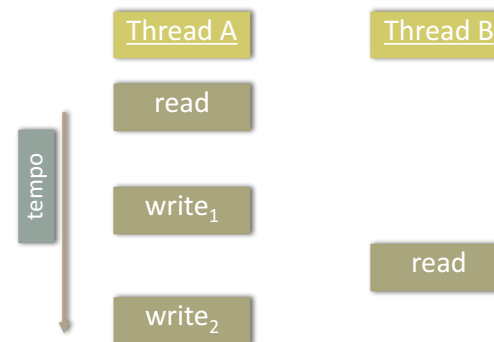 Thread A
Thread B
read
tempo
write₁
read
write₂